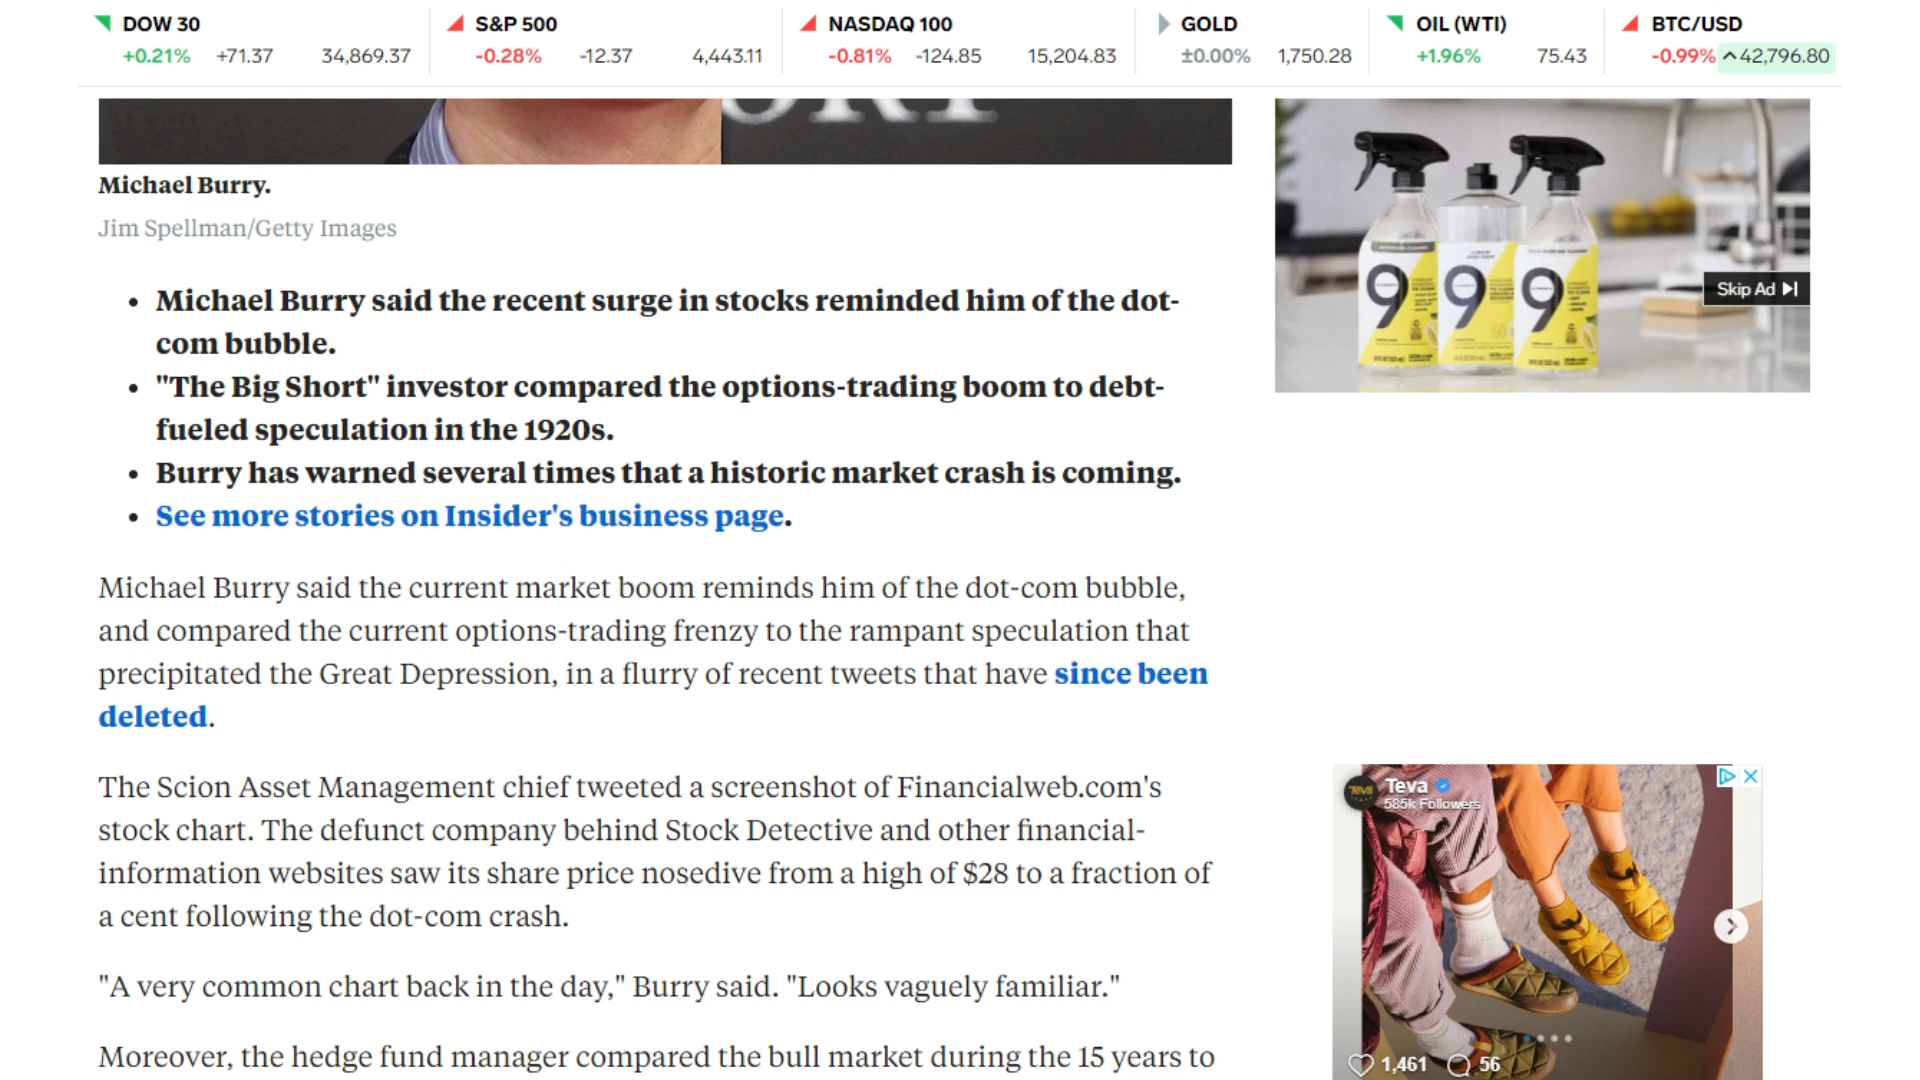 DOW 30
+0.21% +71.37 34,869.37
S&P 500
-0.28% -12.37 4,443.11
NASDAQ 100
-0.81% -124.85 15,204.83
GOLD
±0.00% 1,750.28
OIL (WTI)
+1.96% 75.43
BTC/USD
-0.99% 42,796.80
Michael Burry.
Jim Spellman/Getty Images
• Michael Burry said the recent surge in stocks reminded him of the dot-
com bubble.
• "The Big Short" investor compared the options-trading boom to debt-
fueled speculation in the 1920s.
• Burry has warned several times that a historic market crash is coming.
• See more stories on Insider's business page.
Michael Burry said the current market boom reminds him of the dot-com bubble,
and compared the current options-trading frenzy to the rampant speculation that
precipitated the Great Depression, in a flurry of recent tweets that have since been
deleted.
The Scion Asset Management chief tweeted a screenshot of Financialweb.com's
stock chart. The defunct company behind Stock Detective and other financial-
information websites saw its share price nosedive from a high of $28 to a fraction of
a cent following the dot-com crash.
"A very common chart back in the day," Burry said. "Looks vaguely familiar."
Moreover, the hedge fund manager compared the bull market during the 15 years to
9
9
9
Skip Ad
Teva
Teva
585k Followers
1,461 56